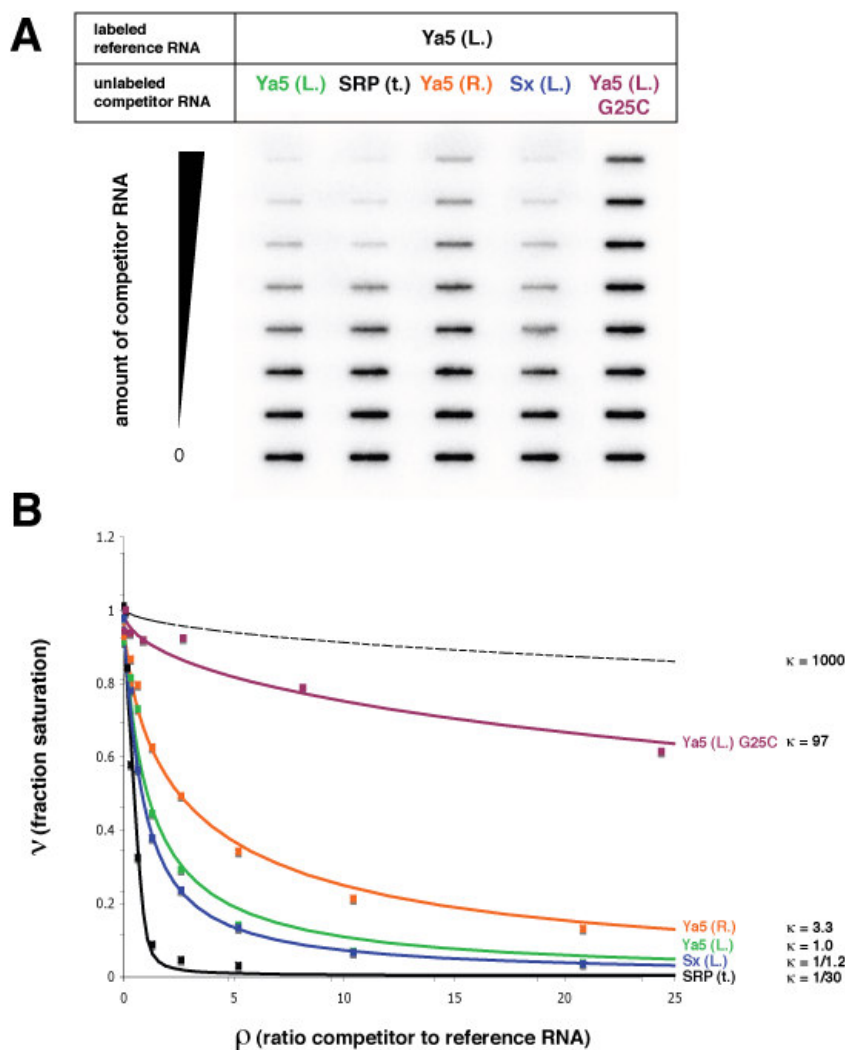 A
labeled reference RNA
Ya5 (L.)
unlabeled competitor RNA
Ya5 (L.) SRP (t.) Ya5 (R.) Sx (L.) Ya5 (L.) G25C
amount of competitor RNA
0
B
1.2
1
0.8
0.6
0.4
0.2
0
0 5 10 15 20 25
ν (fraction saturation)
ρ (ratio competitor to reference RNA)
κ = 1000
Ya5 (L.) G25C κ = 97
Ya5 (R.) κ = 3.3
Ya5 (L.) κ = 1.0
Sx (L.) κ = 1/1.2
SRP (t.) κ = 1/30